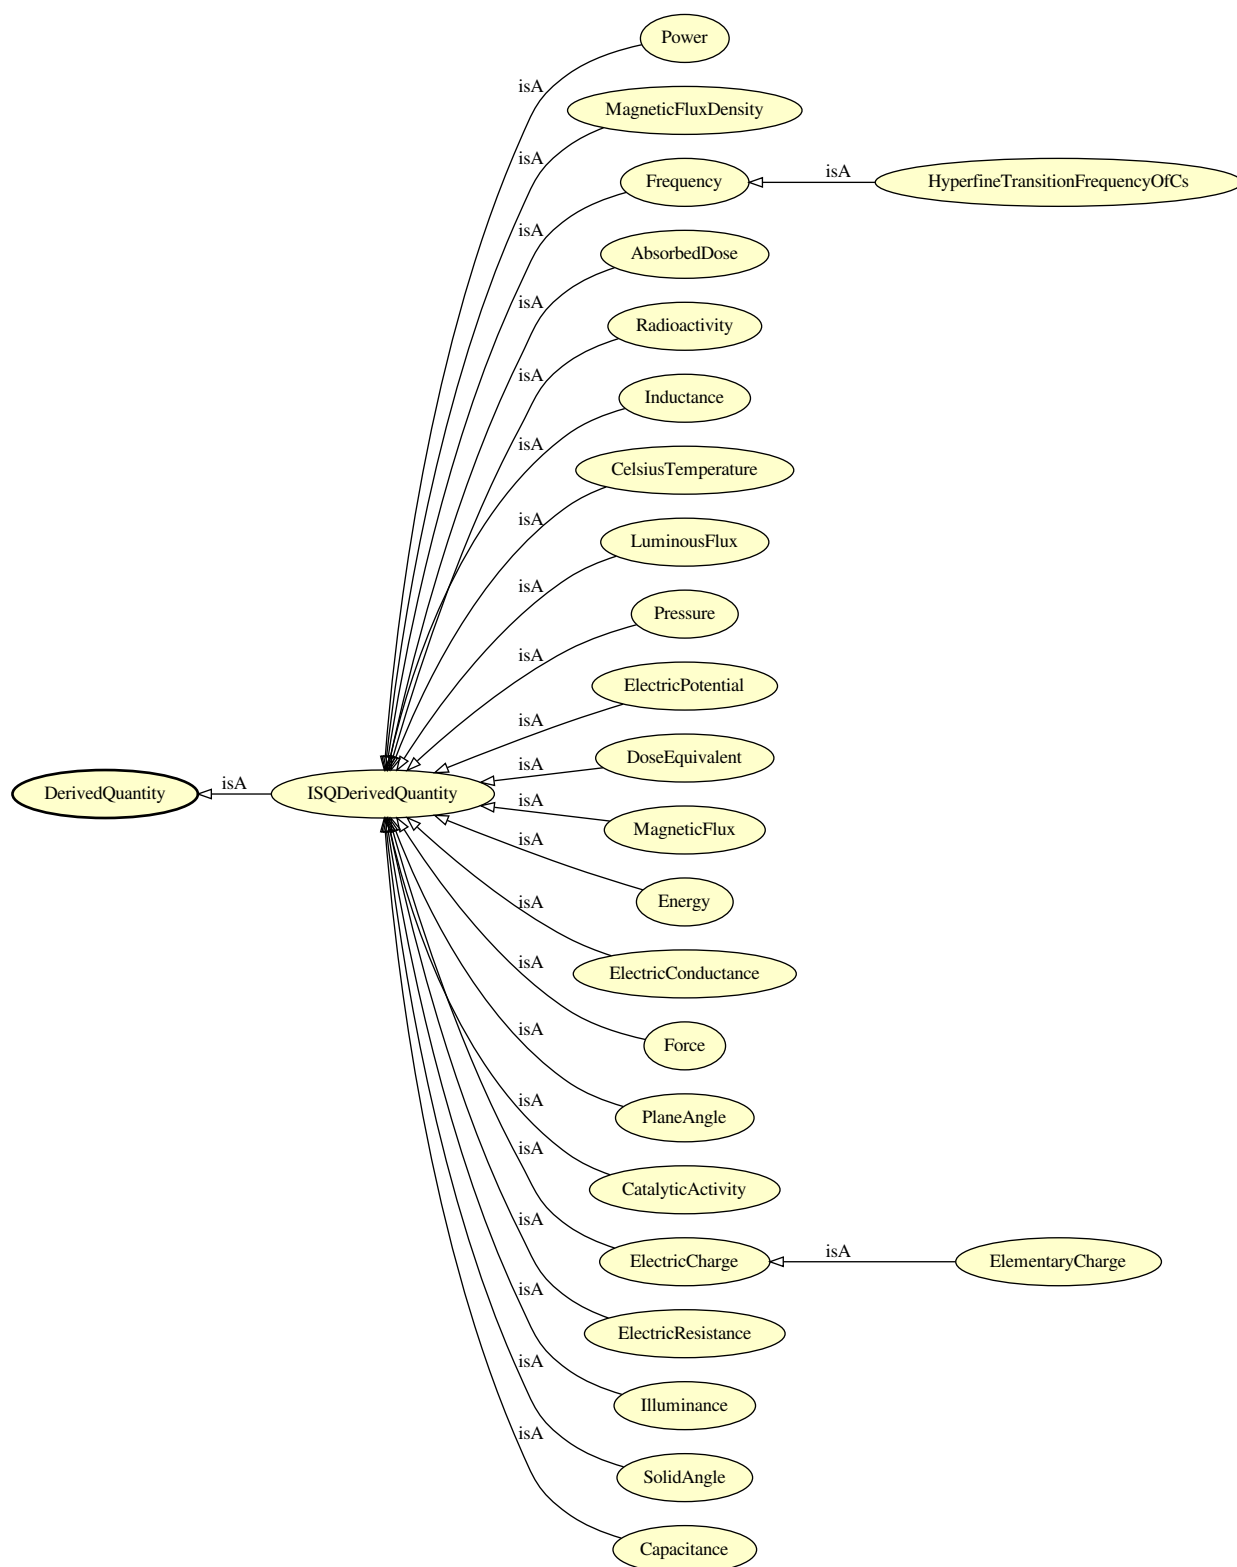 Power
isA
MagneticFluxDensity
isA
Frequency
isA
HyperfineTransitionFrequencyOfCs
isA
AbsorbedDose
isA
Radioactivity
isA
Inductance
isA
CelsiusTemperature
isA
LuminousFlux
isA
Pressure
isA
ElectricPotential
isA
DoseEquivalent
isA
DerivedQuantity
isA
ISQDerivedQuantity
isA
MagneticFlux
isA
Energy
isA
ElectricConductance
isA
Force
isA
PlaneAngle
isA
CatalyticActivity
isA
ElectricCharge
isA
ElementaryCharge
isA
ElectricResistance
isA
Illuminance
isA
SolidAngle
isA
Capacitance